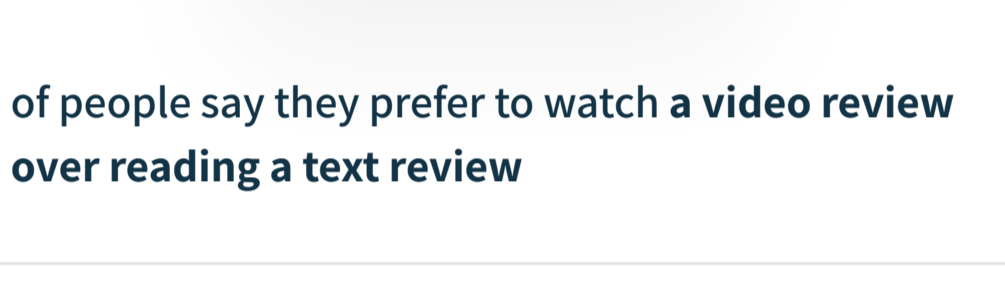 of people say they prefer to watch a video review
over reading a text review